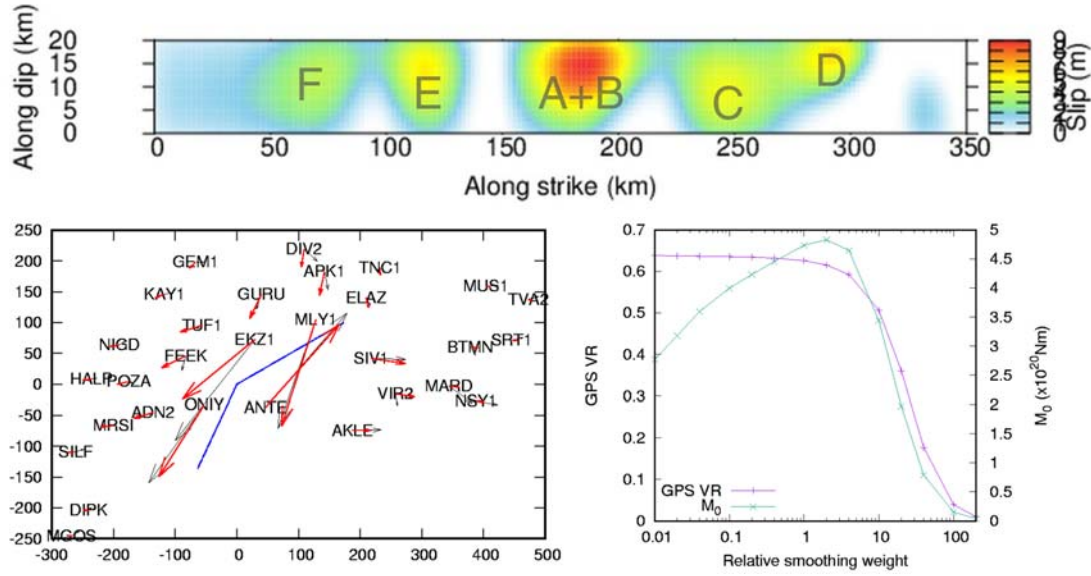 Along dip (km)
20
15
10
5
0
F
E
A+B
C
D
0 50 100 150 200 250 300 350
Along strike (km)
Slip (m)
250
200
150
100
50
0
-50
-100
-150
-200
-250
-300 -200 -100 0 100 200 300 400 500
DIV2
GEM1
APK1
TNC1
KAY1
GURU
ELAZ
MUS1
TVA2
TUF1
MLY1
NIGD
EKZ1
SRT1
FEEK
BTMN
SIV1
HALP
POZA
MARD
VIR2
NSY1
ADN2
ONIY
ANTE
MRSI
AKLE
SILF
DIPK
MGOS
GPS VR
0.7
0.6
0.5
0.4
0.3
0.2
0.1
0
GPS VR
M0
0.01 0.1 1 10 100
Relative smoothing weight
5
4.5
4
3.5
3
2.5
2
1.5
1
0.5
0
M0 (x10^20Nm)